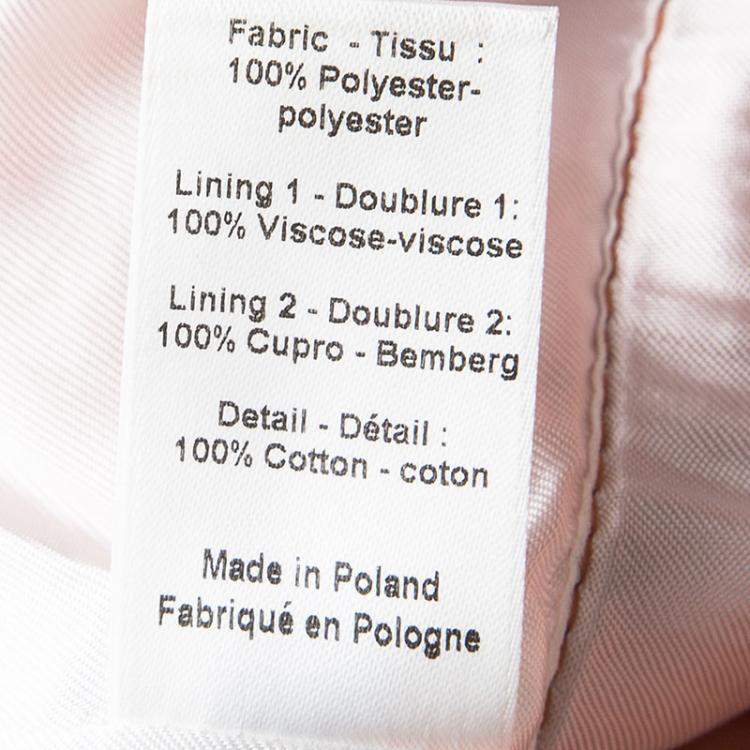 Fabric - Tissu :
100% Polyester-
polyester
Lining 1 - Doublure 1:
100% Viscose-viscose
Lining 2 - Doublure 2:
100% Cupro - Bemberg
Detail - Détail :
100% Cotton - coton
Made in Poland
Fabriqué en Pologne